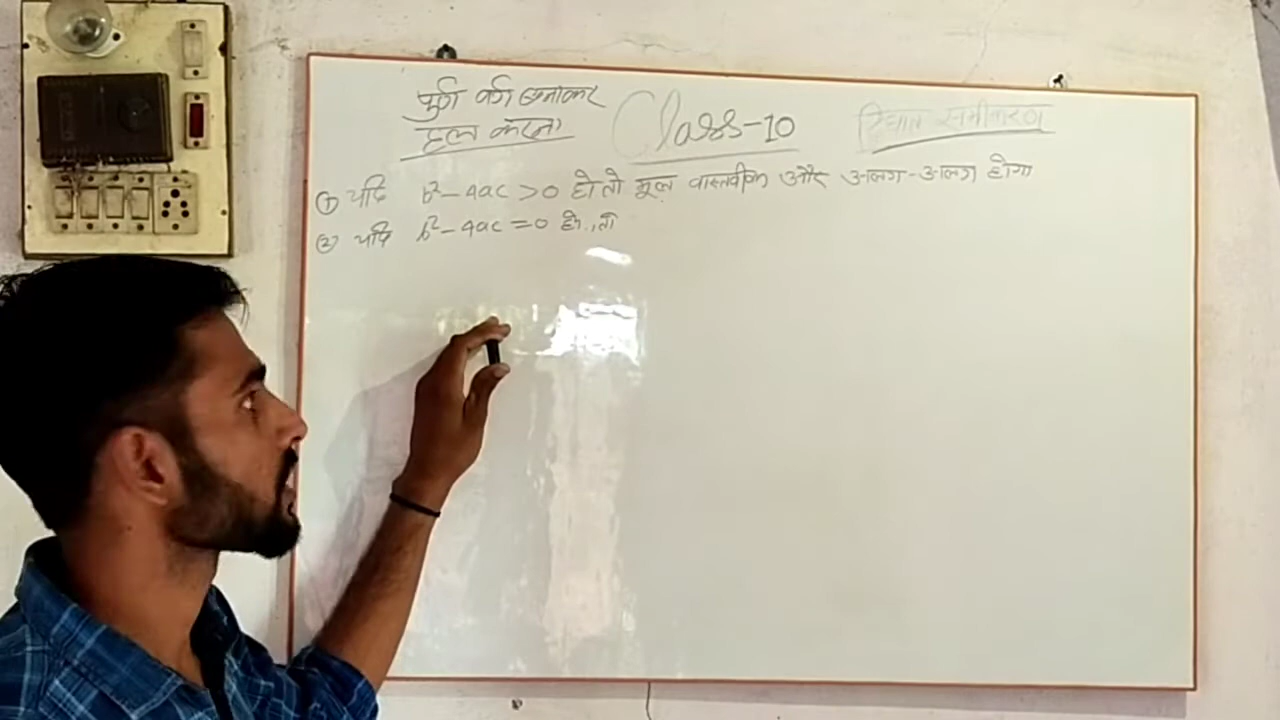 पूर्ण वर्ग बनाकर
हल करना
Class-10
द्विघात समीकरण
① यदि b²-4ac>0 हो तो मूल वास्तवीक और अलग-अलग होगा
② यदि b²-4ac=0 हो, तो